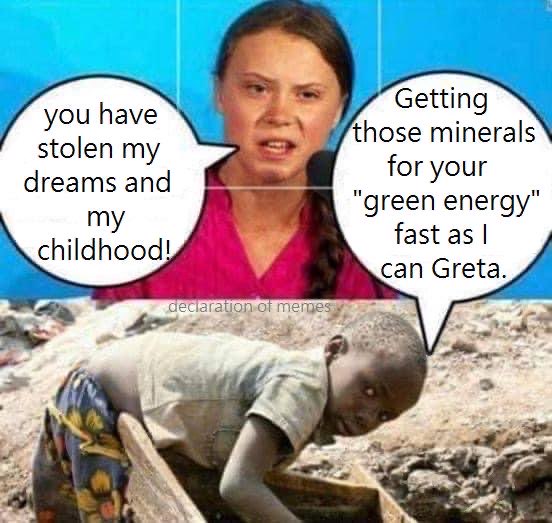 you have
stolen my
dreams and
my
childhood!
Getting
those minerals
for your
"green energy"
fast as I
can Greta.
declaration of memes